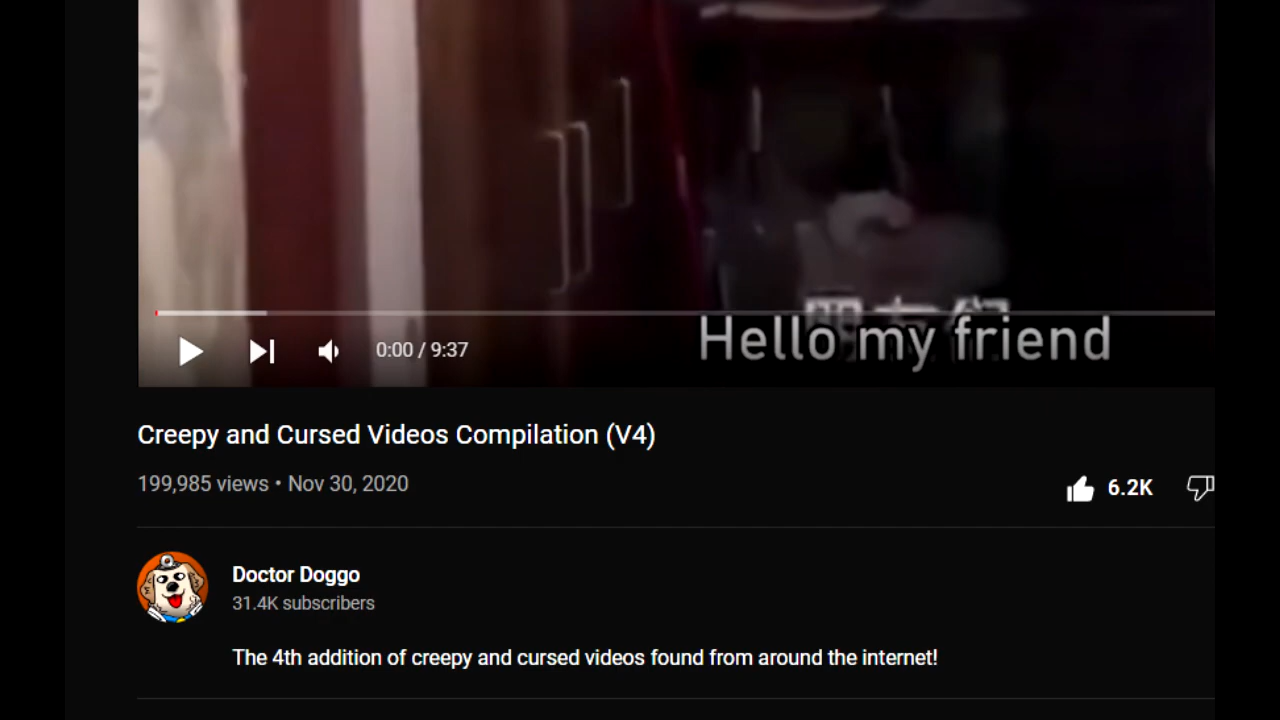 Hello my friend
0:00 / 9:37
Creepy and Cursed Videos Compilation (V4)
199,985 views • Nov 30, 2020
6.2K
Doctor Doggo
31.4K subscribers
The 4th addition of creepy and cursed videos found from around the internet!